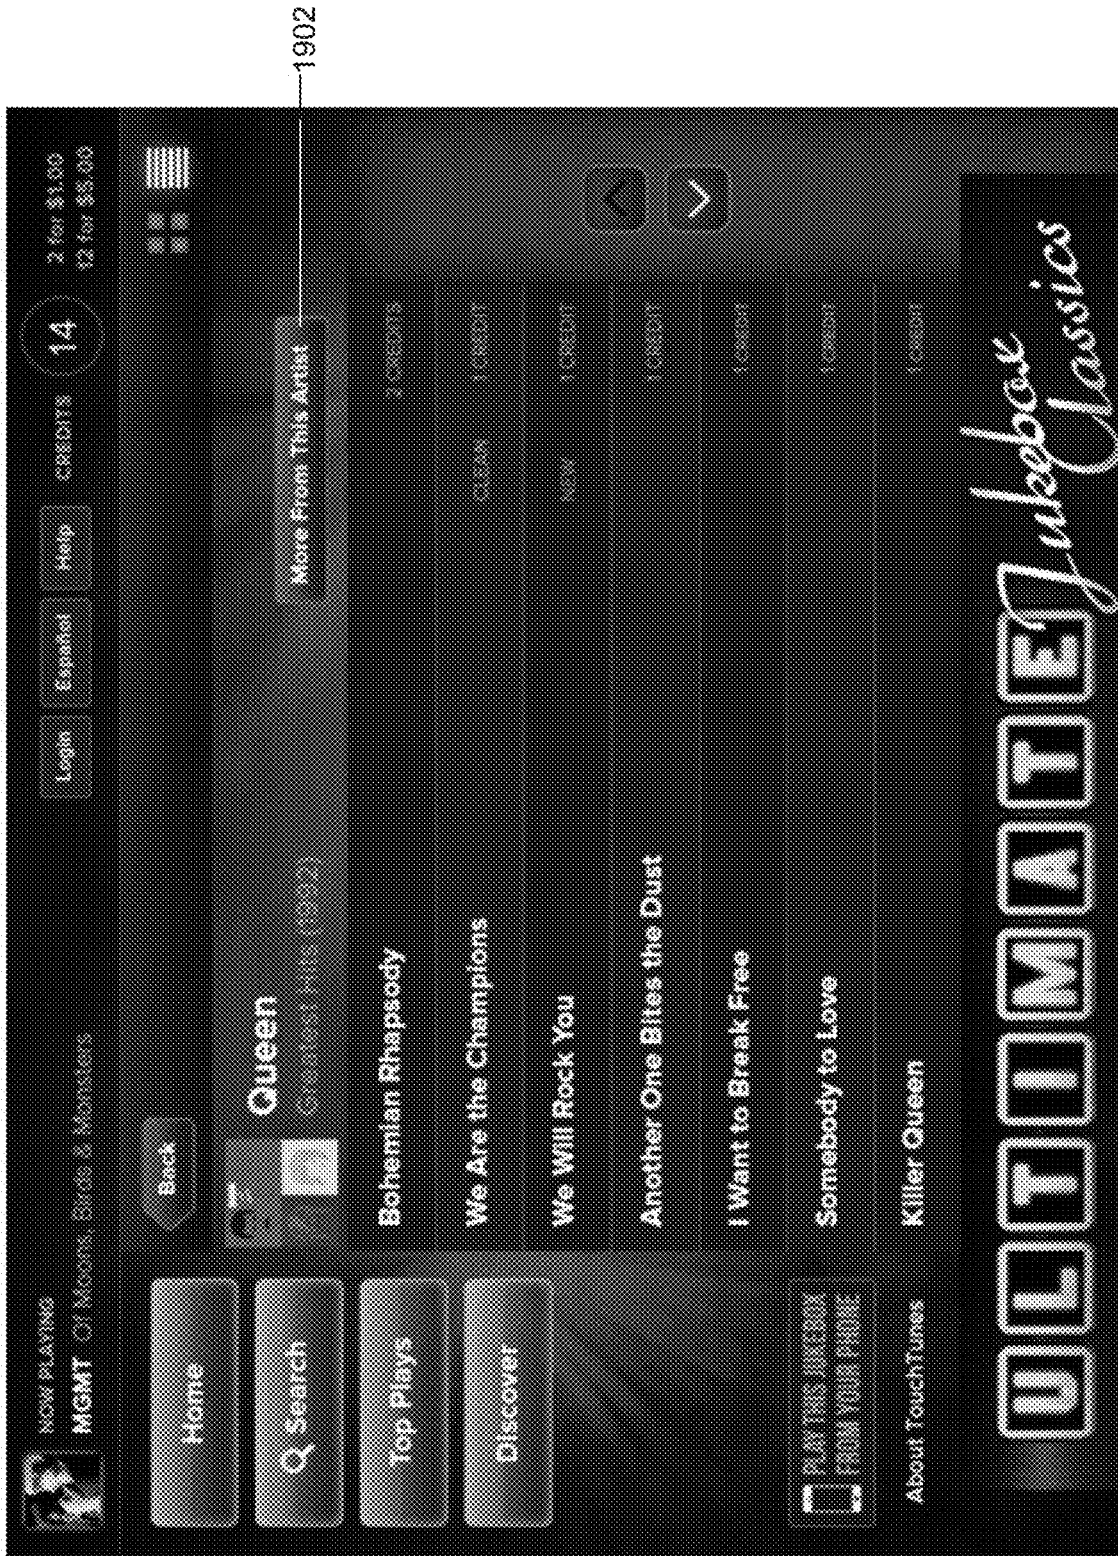 NOW PLAYING
MGMT Of Moons, Birds & Monsters
Login
Español
Help
CREDITS
14
2 for $1.00
12 for $5.00
Home
Search
Top Plays
Discover
PLAY THIS JUKEBOX
FROM YOUR PHONE
About TouchTunes
Back
Queen
Greatest Hits (1992)
More From This Artist
1902
Bohemian Rhapsody 2 CREDITS
We Are the Champions CLEAN 1 CREDIT
We Will Rock You NEW 1 CREDIT
Another One Bites the Dust 1 CREDIT
I Want to Break Free 1 CREDIT
Somebody to Love 1 CREDIT
Killer Queen 1 CREDIT
ULTIMATE Jukebox
Classics